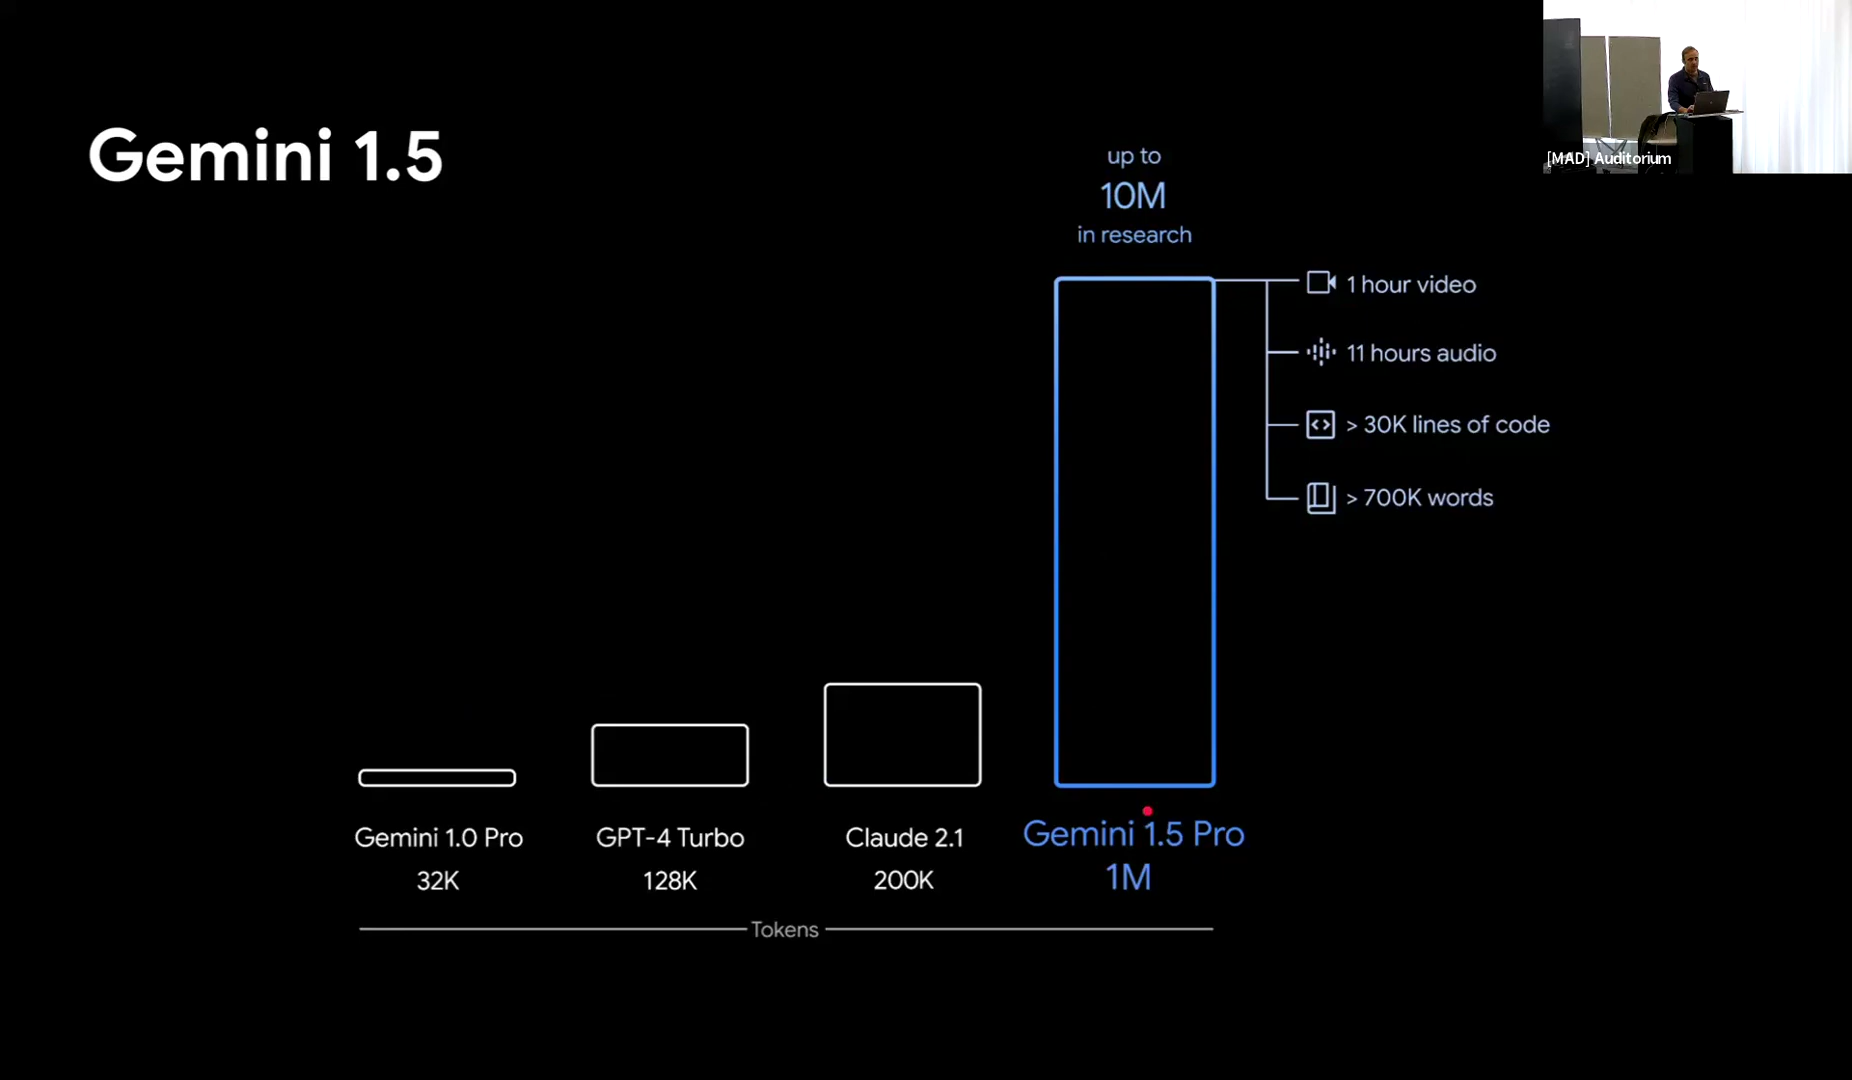 Gemini 1.5
[MAD] Auditorium
up to
10M
in research
1 hour video
11 hours audio
> 30K lines of code
> 700K words
Gemini 1.0 Pro
32K
GPT-4 Turbo
128K
Claude 2.1
200K
Gemini 1.5 Pro
1M
Tokens